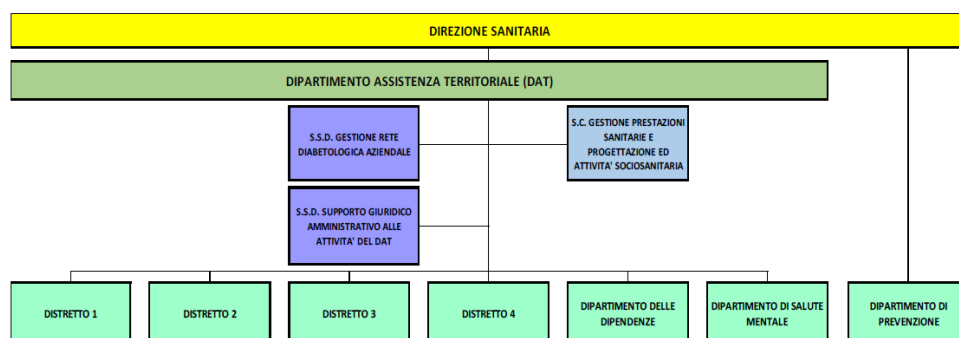 DIREZIONE SANITARIA
DIPARTIMENTO ASSISTENZA TERRITORIALE (DAT)
S.S.D. GESTIONE RETE
DIABETOLOGICA AZIENDALE
S.C. GESTIONE PRESTAZIONI
SANITARIE E
PROGETTAZIONE ED
ATTIVITA' SOCIOSANITARIA
S.S.D. SUPPORTO GIURIDICO
AMMINISTRATIVO ALLE
ATTIVITA' DEL DAT
DISTRETTO 1
DISTRETTO 2
DISTRETTO 3
DISTRETTO 4
DIPARTIMENTO DELLE
DIPENDENZE
DIPARTIMENTO DI SALUTE
MENTALE
DIPARTIMENTO DI
PREVENZIONE